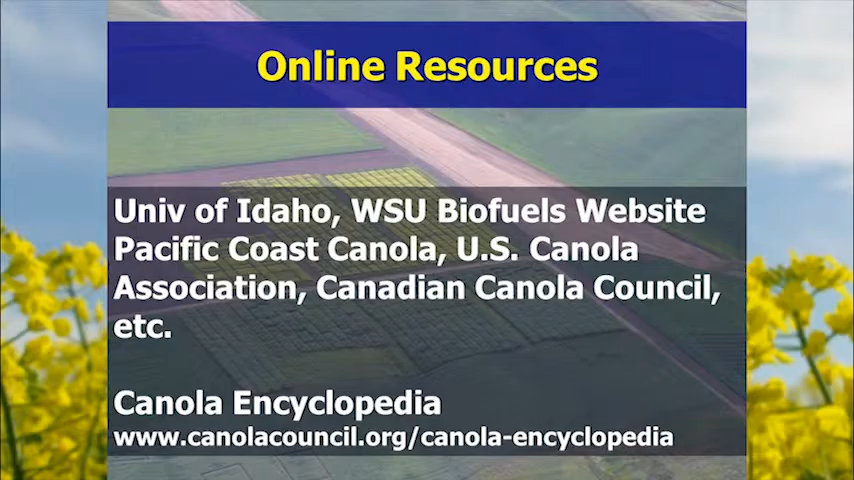 Online Resources
Univ of Idaho, WSU Biofuels Website
Pacific Coast Canola, U.S. Canola
Association, Canadian Canola Council,
etc.
Canola Encyclopedia
www.canolacouncil.org/canola-encyclopedia